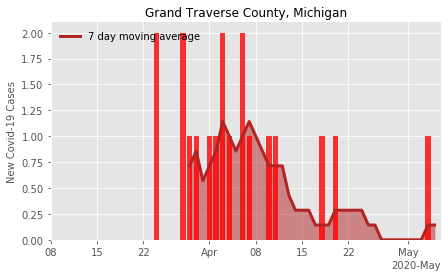 Grand Traverse County, Michigan
7 day moving average
New Covid-19 Cases
2.00
1.75
1.50
1.25
1.00
0.75
0.50
0.25
0.00
08
15
22
Apr
08
15
22
May
2020-May